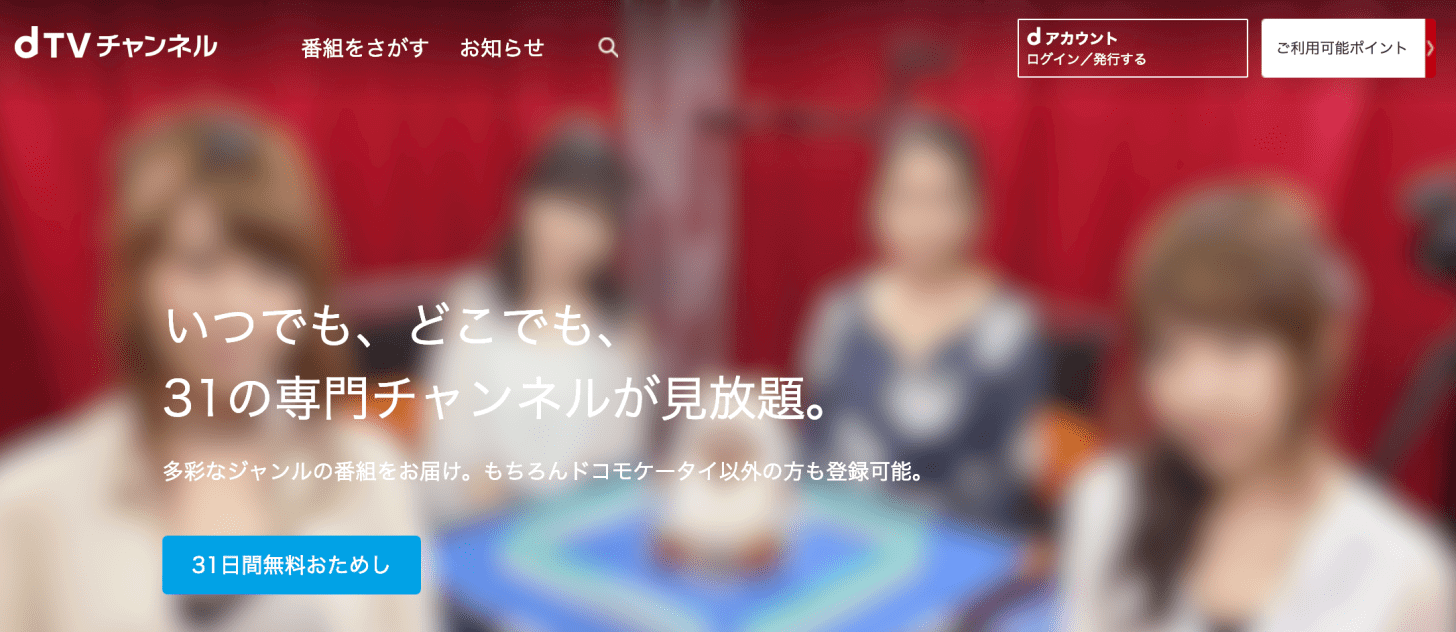 dTVチャンネル
番組をさがす
お知らせ
dアカウント
ログイン／発行する
ご利用可能ポイント
いつでも、どこでも、
31の専門チャンネルが見放題。
多彩なジャンルの番組をお届け。もちろんドコモケータイ以外の方も登録可能。
31日間無料おためし